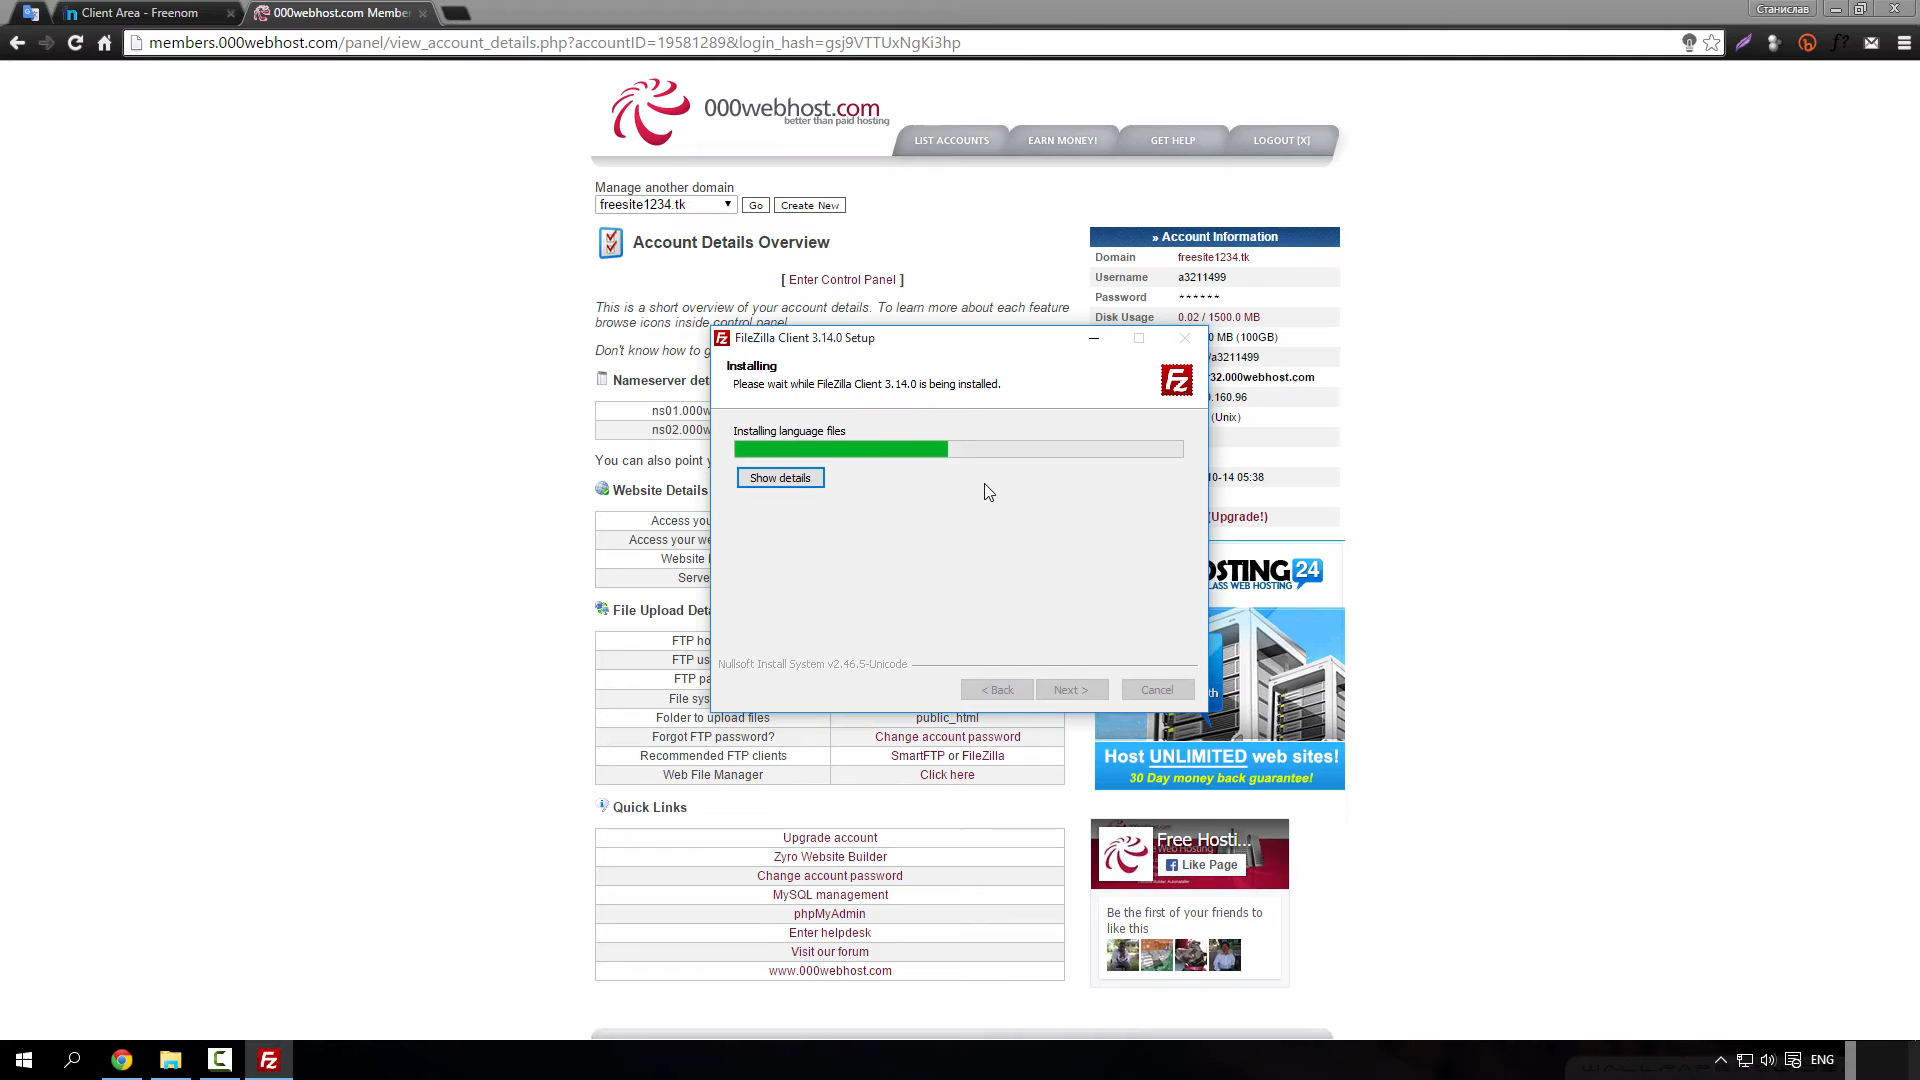 Client Area - Freenom
000webhost.com Membe
Станислав
members.000webhost.com/panel/view_account_details.php?accountID=19581289&login_hash=gsj9VTTUxNgKi3hp
000webhost.com
better than paid hosting
LIST ACCOUNTS
EARN MONEY!
GET HELP
LOGOUT [X]
Manage another domain
freesite1234.tk
Go
Create New
Account Details Overview
[ Enter Control Panel ]
This is a short overview of your account details. To learn more about each feature
browse icons inside control panel.
Don't know how to g
Nameserver det
ns01.000w
ns02.000w
You can also point y
Website Details
Access you
Access your we
Website
Serve
File Upload Deta
FTP ho
FTP us
FTP pa
File sys
Folder to upload files
public_html
Forgot FTP password?
Change account password
Recommended FTP clients
SmartFTP or FileZilla
Web File Manager
Click here
Quick Links
Upgrade account
Zyro Website Builder
Change account password
MySQL management
phpMyAdmin
Enter helpdesk
Visit our forum
www.000webhost.com
» Account Information
Domain
freesite1234.tk
Username
a3211499
Password
******
Disk Usage
0.02 / 1500.0 MB
0 MB (100GB)
/a3211499
r32.000webhost.com
.160.96
(Unix)
10-14 05:38
(Upgrade!)
FileZilla Client 3.14.0 Setup
Installing
Please wait while FileZilla Client 3.14.0 is being installed.
Fz
Installing language files
Show details
Nullsoft Install System v2.46.5-Unicode
< Back
Next >
Cancel
OSTING 24
LASS WEB HOSTING
th
Host UNLIMITED web sites!
30 Day money back guarantee!
Free Hosti...
Like Page
Be the first of your friends to
like this
ENG